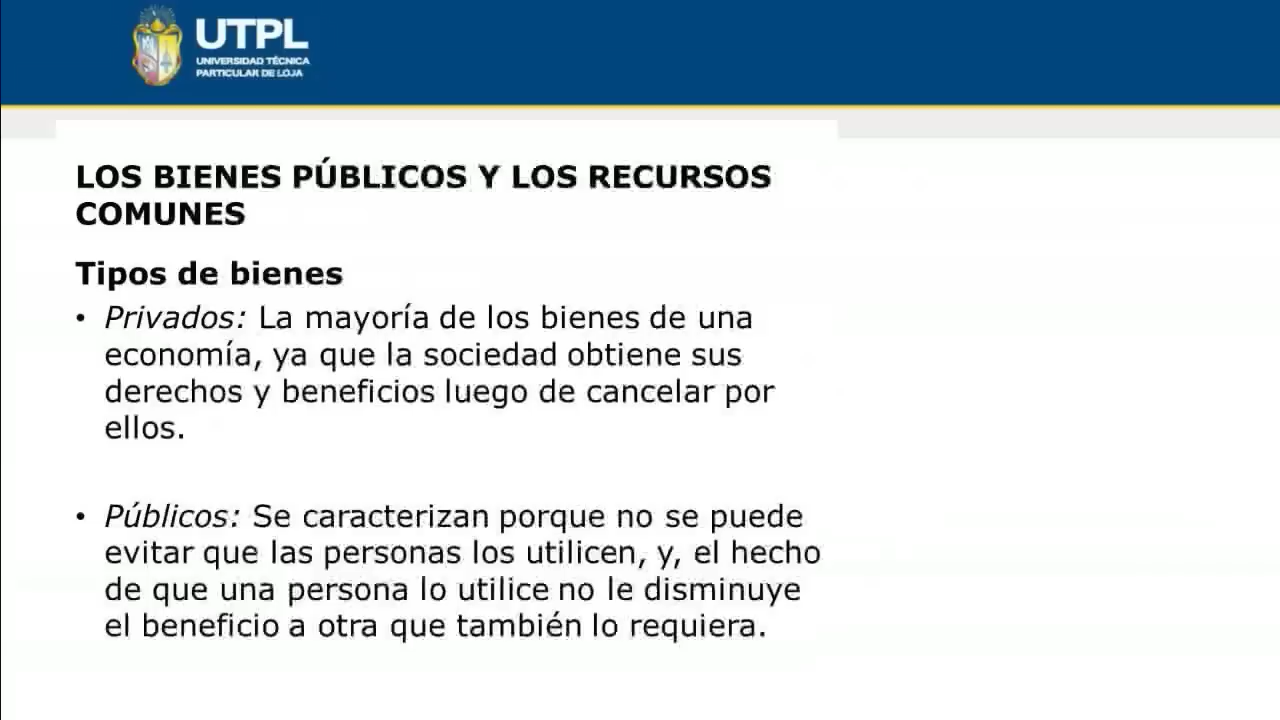 UTPL
UNIVERSIDAD TÉCNICA
PARTICULAR DE LOJA
LOS BIENES PÚBLICOS Y LOS RECURSOS
COMUNES
Tipos de bienes
• Privados: La mayoría de los bienes de una
economía, ya que la sociedad obtiene sus
derechos y beneficios luego de cancelar por
ellos.
• Públicos: Se caracterizan porque no se puede
evitar que las personas los utilicen, y, el hecho
de que una persona lo utilice no le disminuye
el beneficio a otra que también lo requiera.